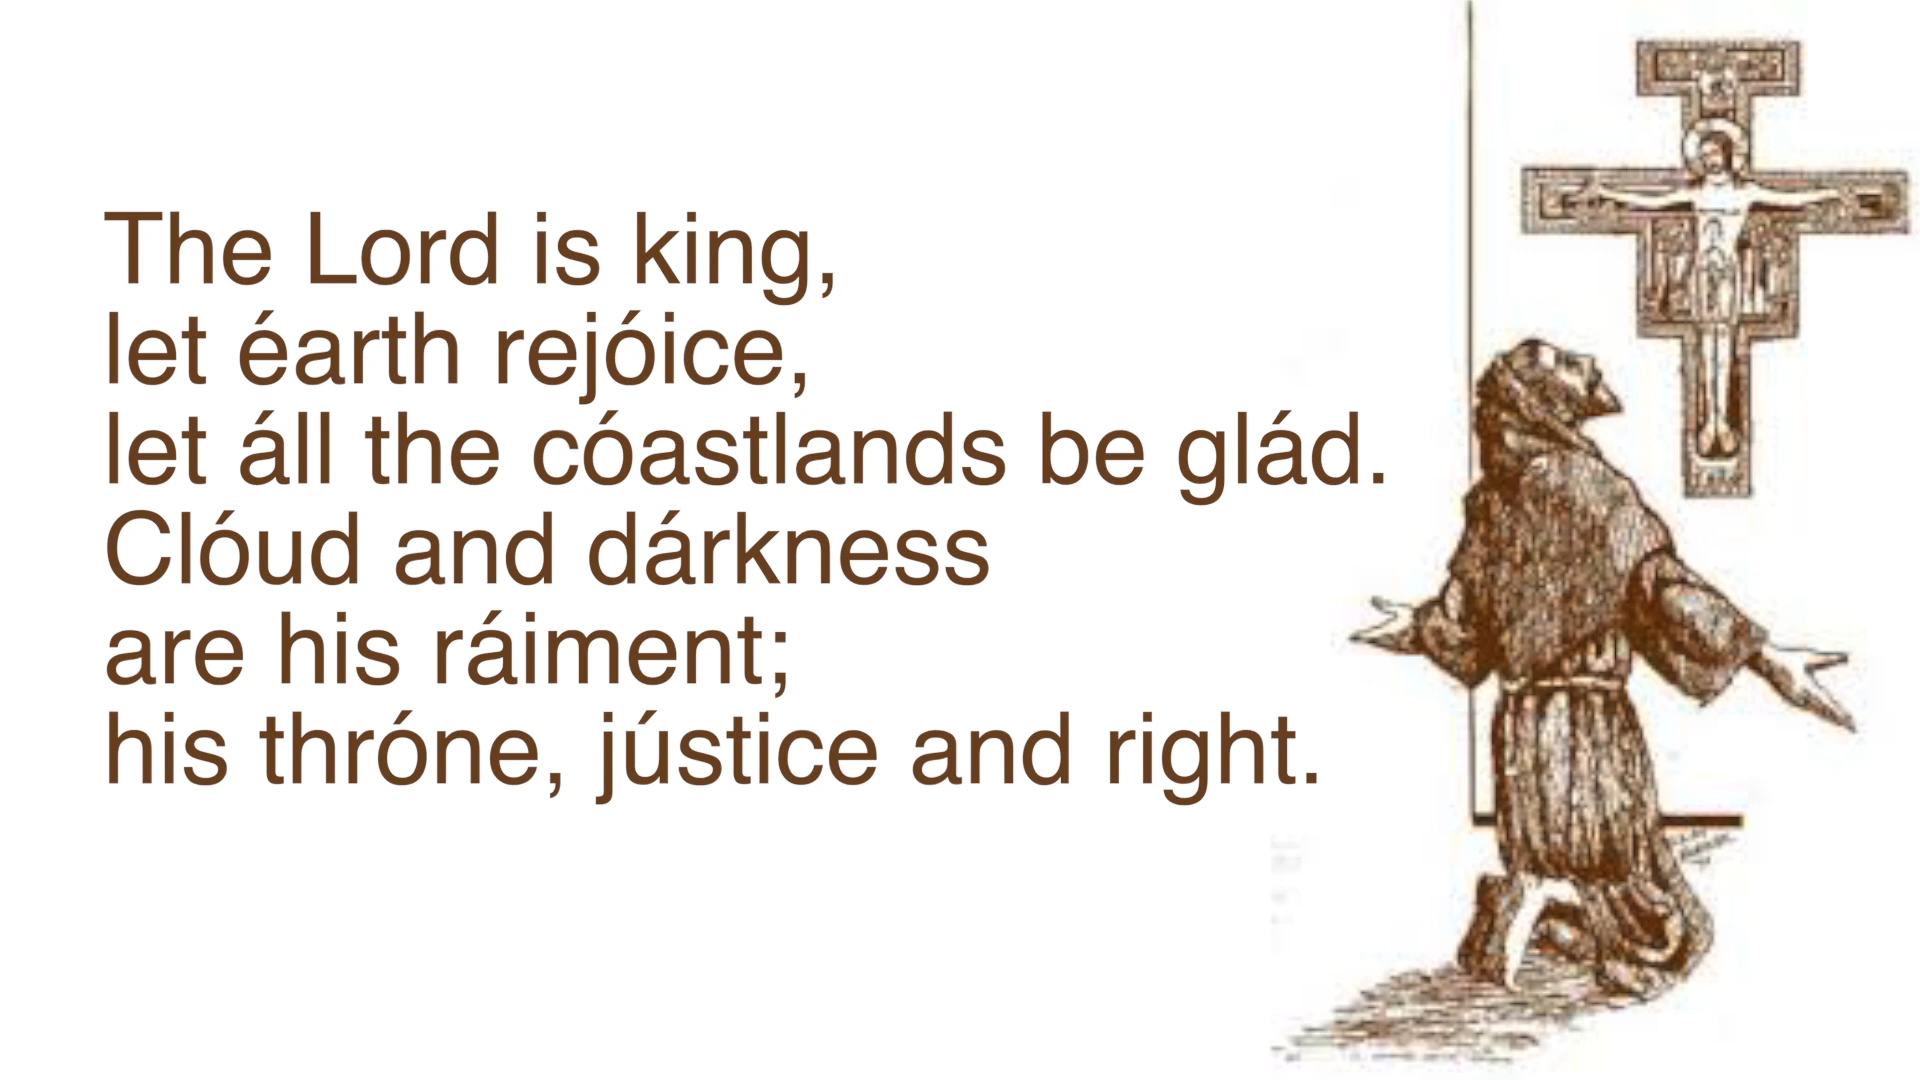 The Lord is king,
let éarth rejóice,
let áll the cóastlands be glád.
Clóud and dárkness
are his ráiment;
his thróne, jústice and right.